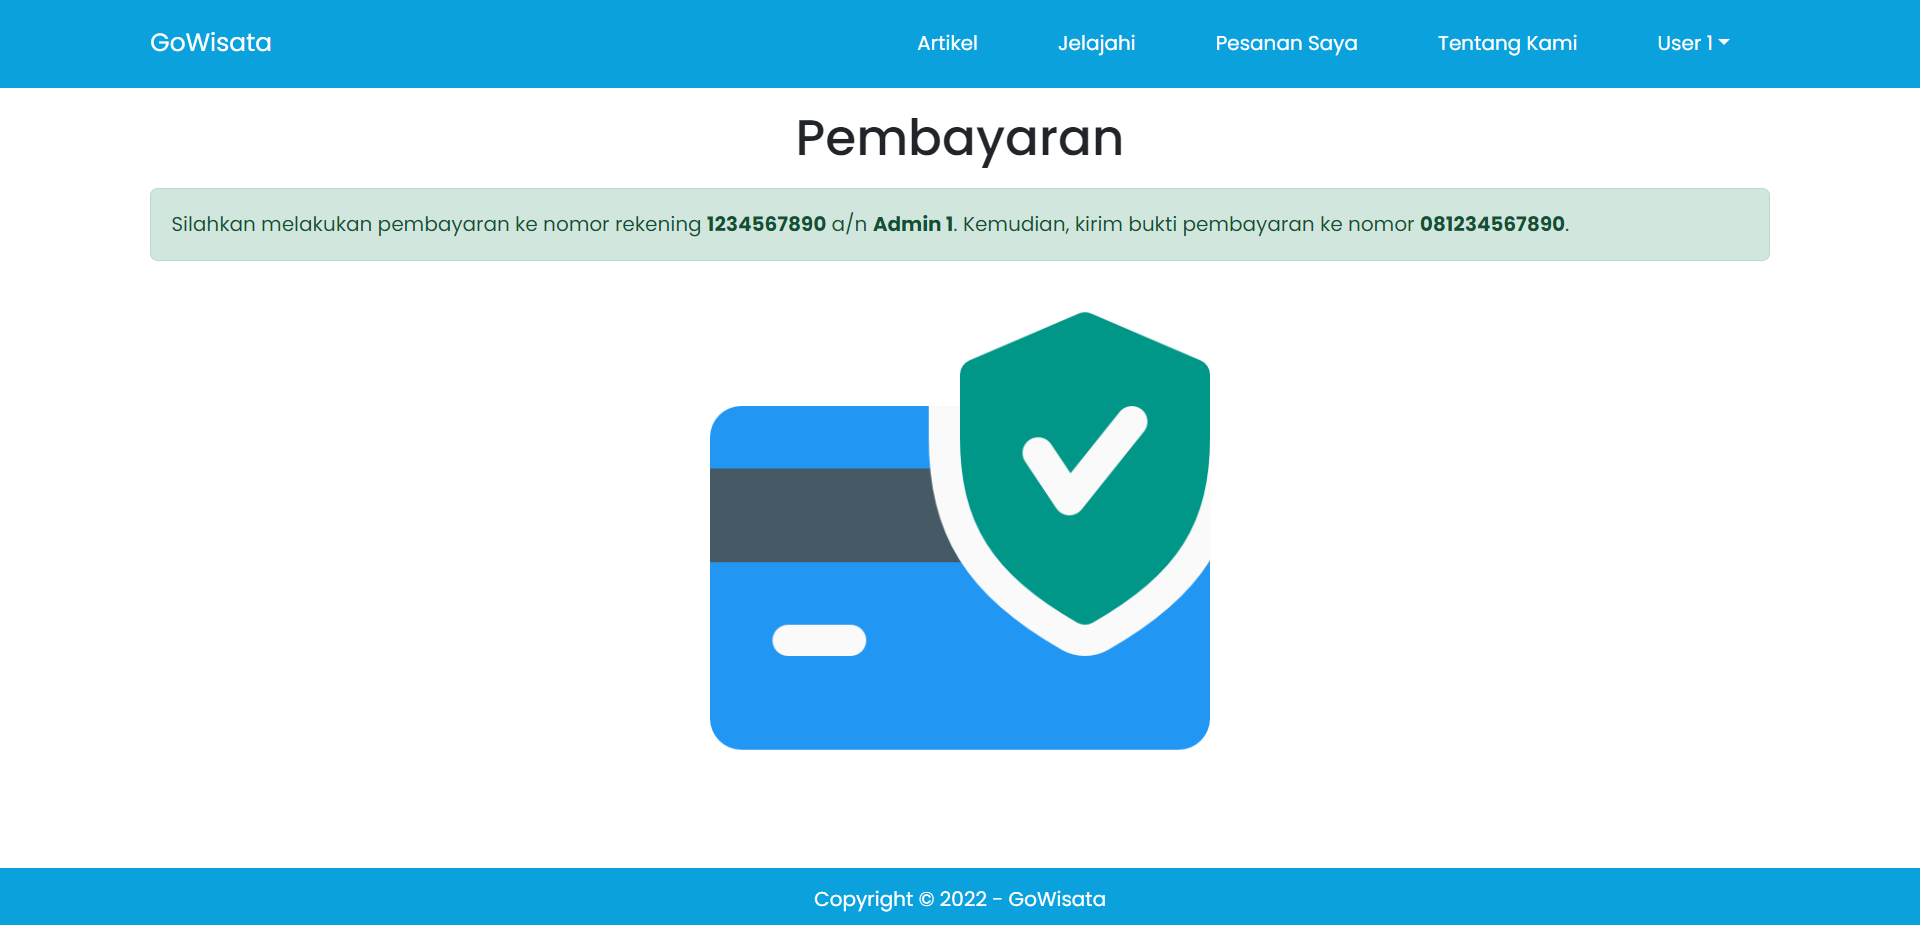 GoWisata
Artikel
Jelajahi
Pesanan Saya
Tentang Kami
User 1
Pembayaran
Silahkan melakukan pembayaran ke nomor rekening 1234567890 a/n Admin 1. Kemudian, kirim bukti pembayaran ke nomor 081234567890.
Copyright © 2022 - GoWisata